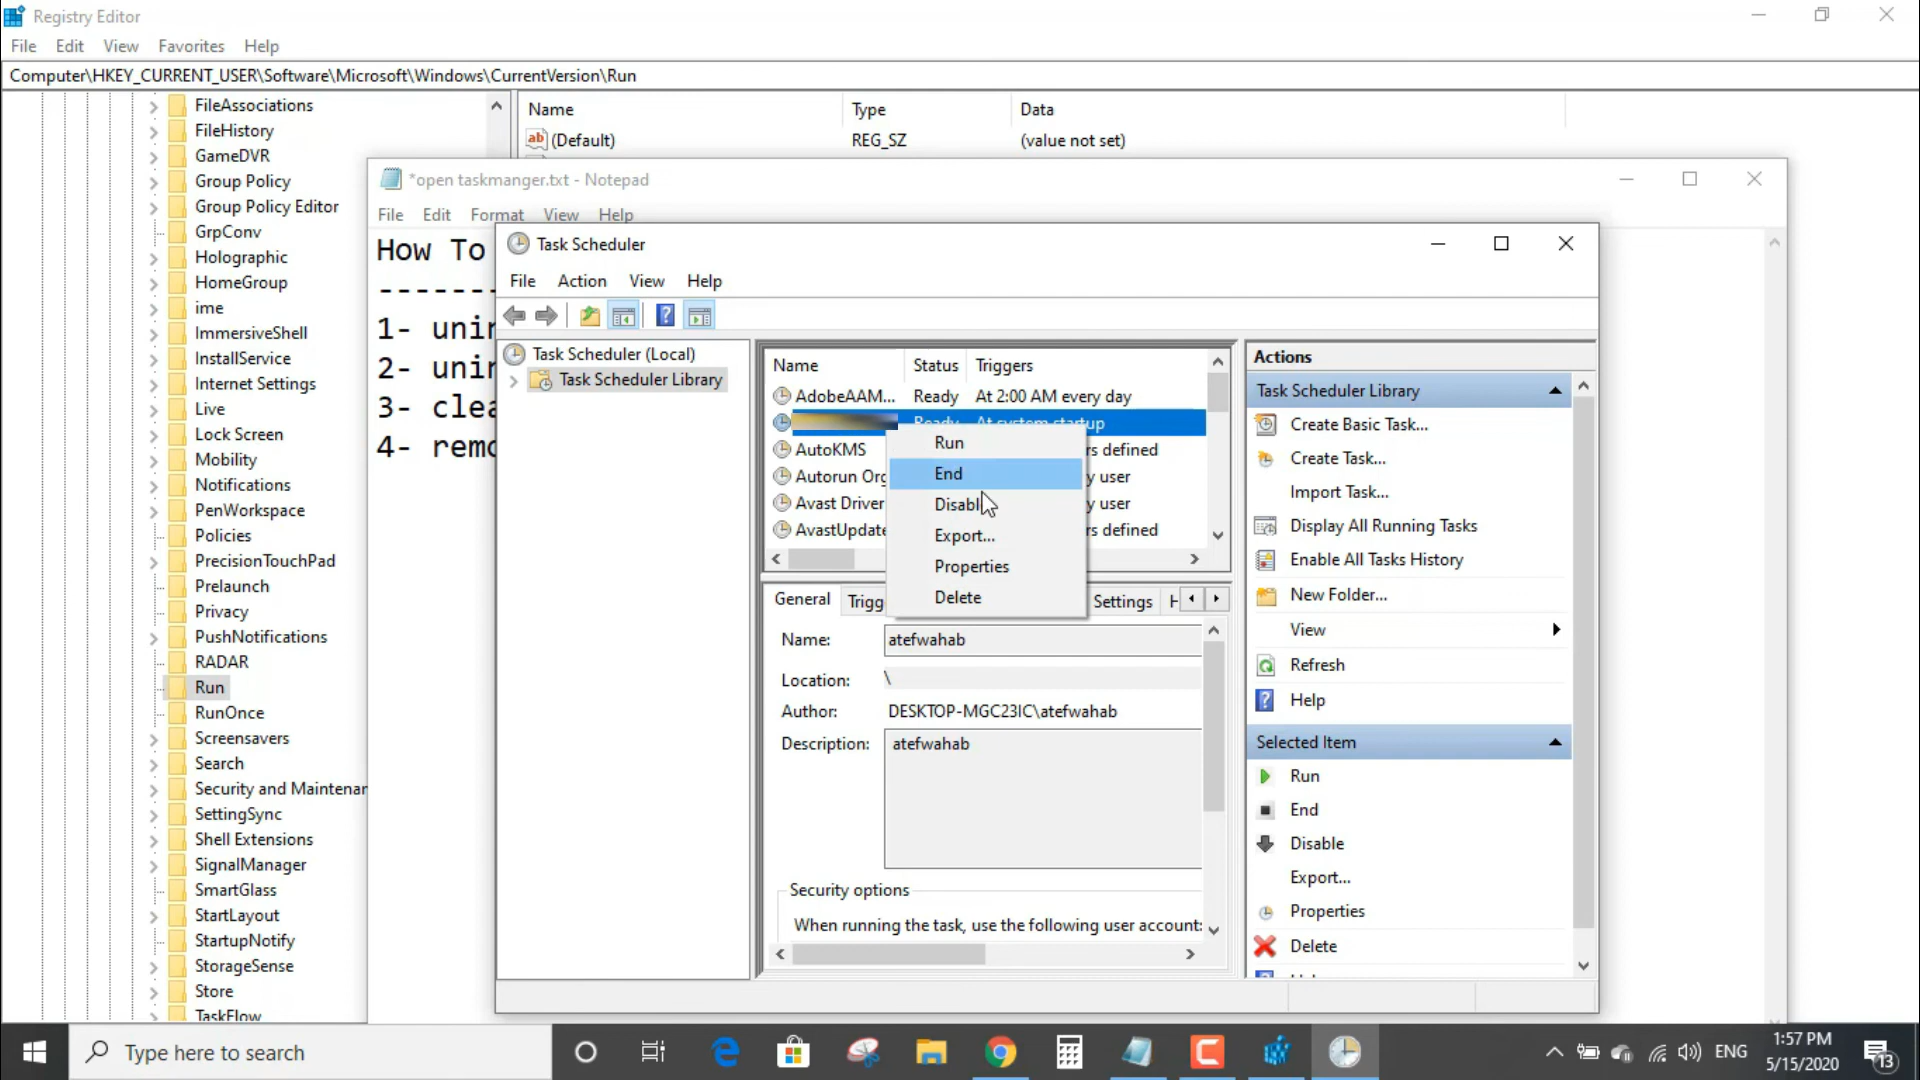 Registry Editor
File Edit View Favorites Help
Computer\HKEY_CURRENT_USER\Software\Microsoft\Windows\CurrentVersion\Run
FileAssociations
FileHistory
GameDVR
Group Policy
Group Policy Editor
GrpConv
Holographic
HomeGroup
ime
ImmersiveShell
InstallService
Internet Settings
Live
Lock Screen
Mobility
Notifications
PenWorkspace
Policies
PrecisionTouchPad
Prelaunch
Privacy
PushNotifications
RADAR
Run
RunOnce
Screensavers
Search
Security and Maintenan
SettingSync
Shell Extensions
SignalManager
SmartGlass
StartLayout
StartupNotify
StorageSense
Store
TaskFlow
Name Type Data
(Default) REG_SZ (value not set)
*open taskmanger.txt - Notepad
File Edit Format View Help
How To
-------
1- unin
2- unin
3- clea
4- remo
Task Scheduler
File Action View Help
Task Scheduler (Local)
Task Scheduler Library
Name Status Triggers
AdobeAAM... Ready At 2:00 AM every day
Ready At system startup
AutoKMS rs defined
Autorun Org y user
Avast Driver y user
AvastUpdate rs defined
Run
End
Disabl
Export...
Properties
Delete
General Trigg Settings H
Name: atefwahab
Location: \
Author: DESKTOP-MGC23IC\atefwahab
Description: atefwahab
Security options
When running the task, use the following user account:
Actions
Task Scheduler Library
Create Basic Task...
Create Task...
Import Task...
Display All Running Tasks
Enable All Tasks History
New Folder...
View
Refresh
Help
Selected Item
Run
End
Disable
Export...
Properties
Delete
Type here to search
ENG
1:57 PM
5/15/2020
13